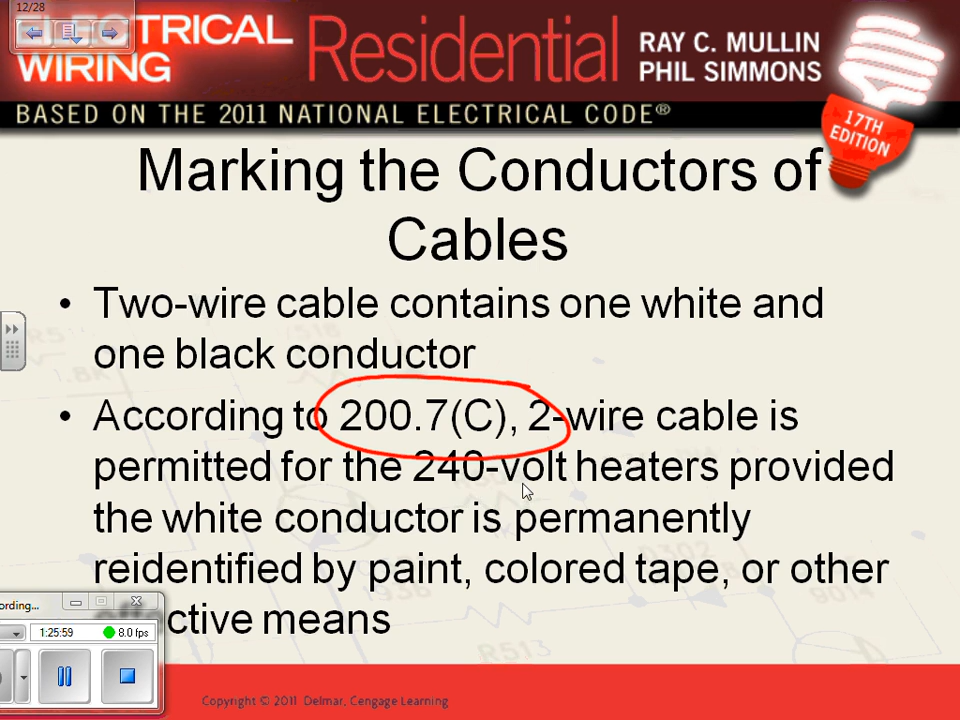 12/28
ELECTRICAL
WIRING
Residential
RAY C. MULLIN
PHIL SIMMONS
BASED ON THE 2011 NATIONAL ELECTRICAL CODE®
17TH
EDITION
Marking the Conductors of
Cables
• Two-wire cable contains one white and
one black conductor
• According to 200.7(C), 2-wire cable is
permitted for the 240-volt heaters provided
the white conductor is permanently
reidentified by paint, colored tape, or other
effective means
ording...
1:25:59
8.0 fps
R513
Copyright © 2011 Delmar, Cengage Learning